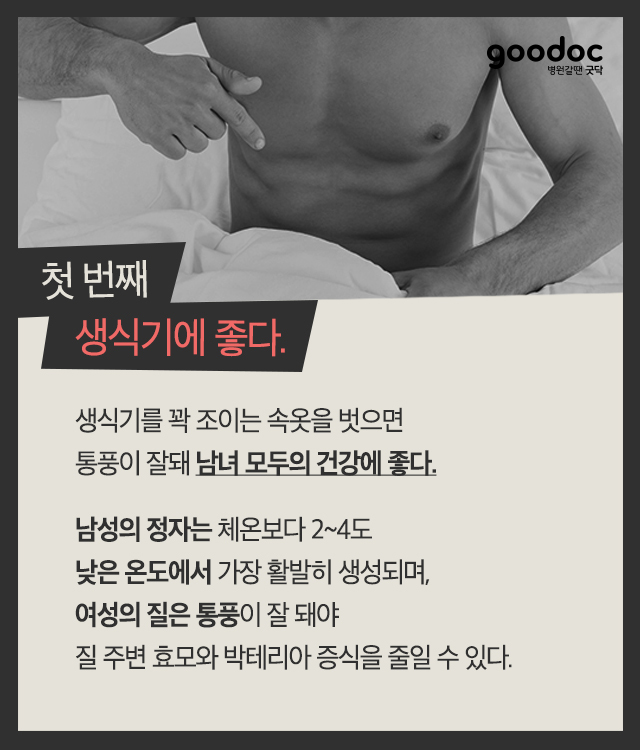 goodoc
병원갈땐 굿닥
첫 번째
생식기에 좋다.
생식기를 꽉 조이는 속옷을 벗으면
통풍이 잘돼 남녀 모두의 건강에 좋다.
남성의 정자는 체온보다 2~4도
낮은 온도에서 가장 활발히 생성되며,
여성의 질은 통풍이 잘 돼야
질 주변 효모와 박테리아 증식을 줄일 수 있다.